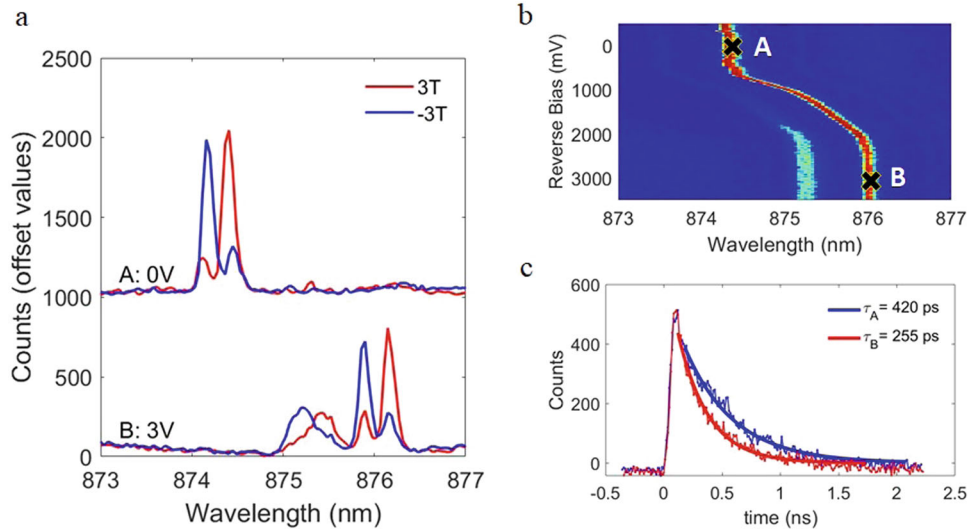 a
2500
2000
1500
1000
500
0
3T
-3T
A: 0V
B: 3V
Counts (offset values)
873 874 875 876 877
Wavelength (nm)
b
0
1000
2000
3000
Reverse Bias (mV)
A
B
873 874 875 876 877
Wavelength (nm)
c
600
400
200
0
Counts
τA = 420 ps
τB = 255 ps
-0.5 0 0.5 1 1.5 2 2.5
time (ns)